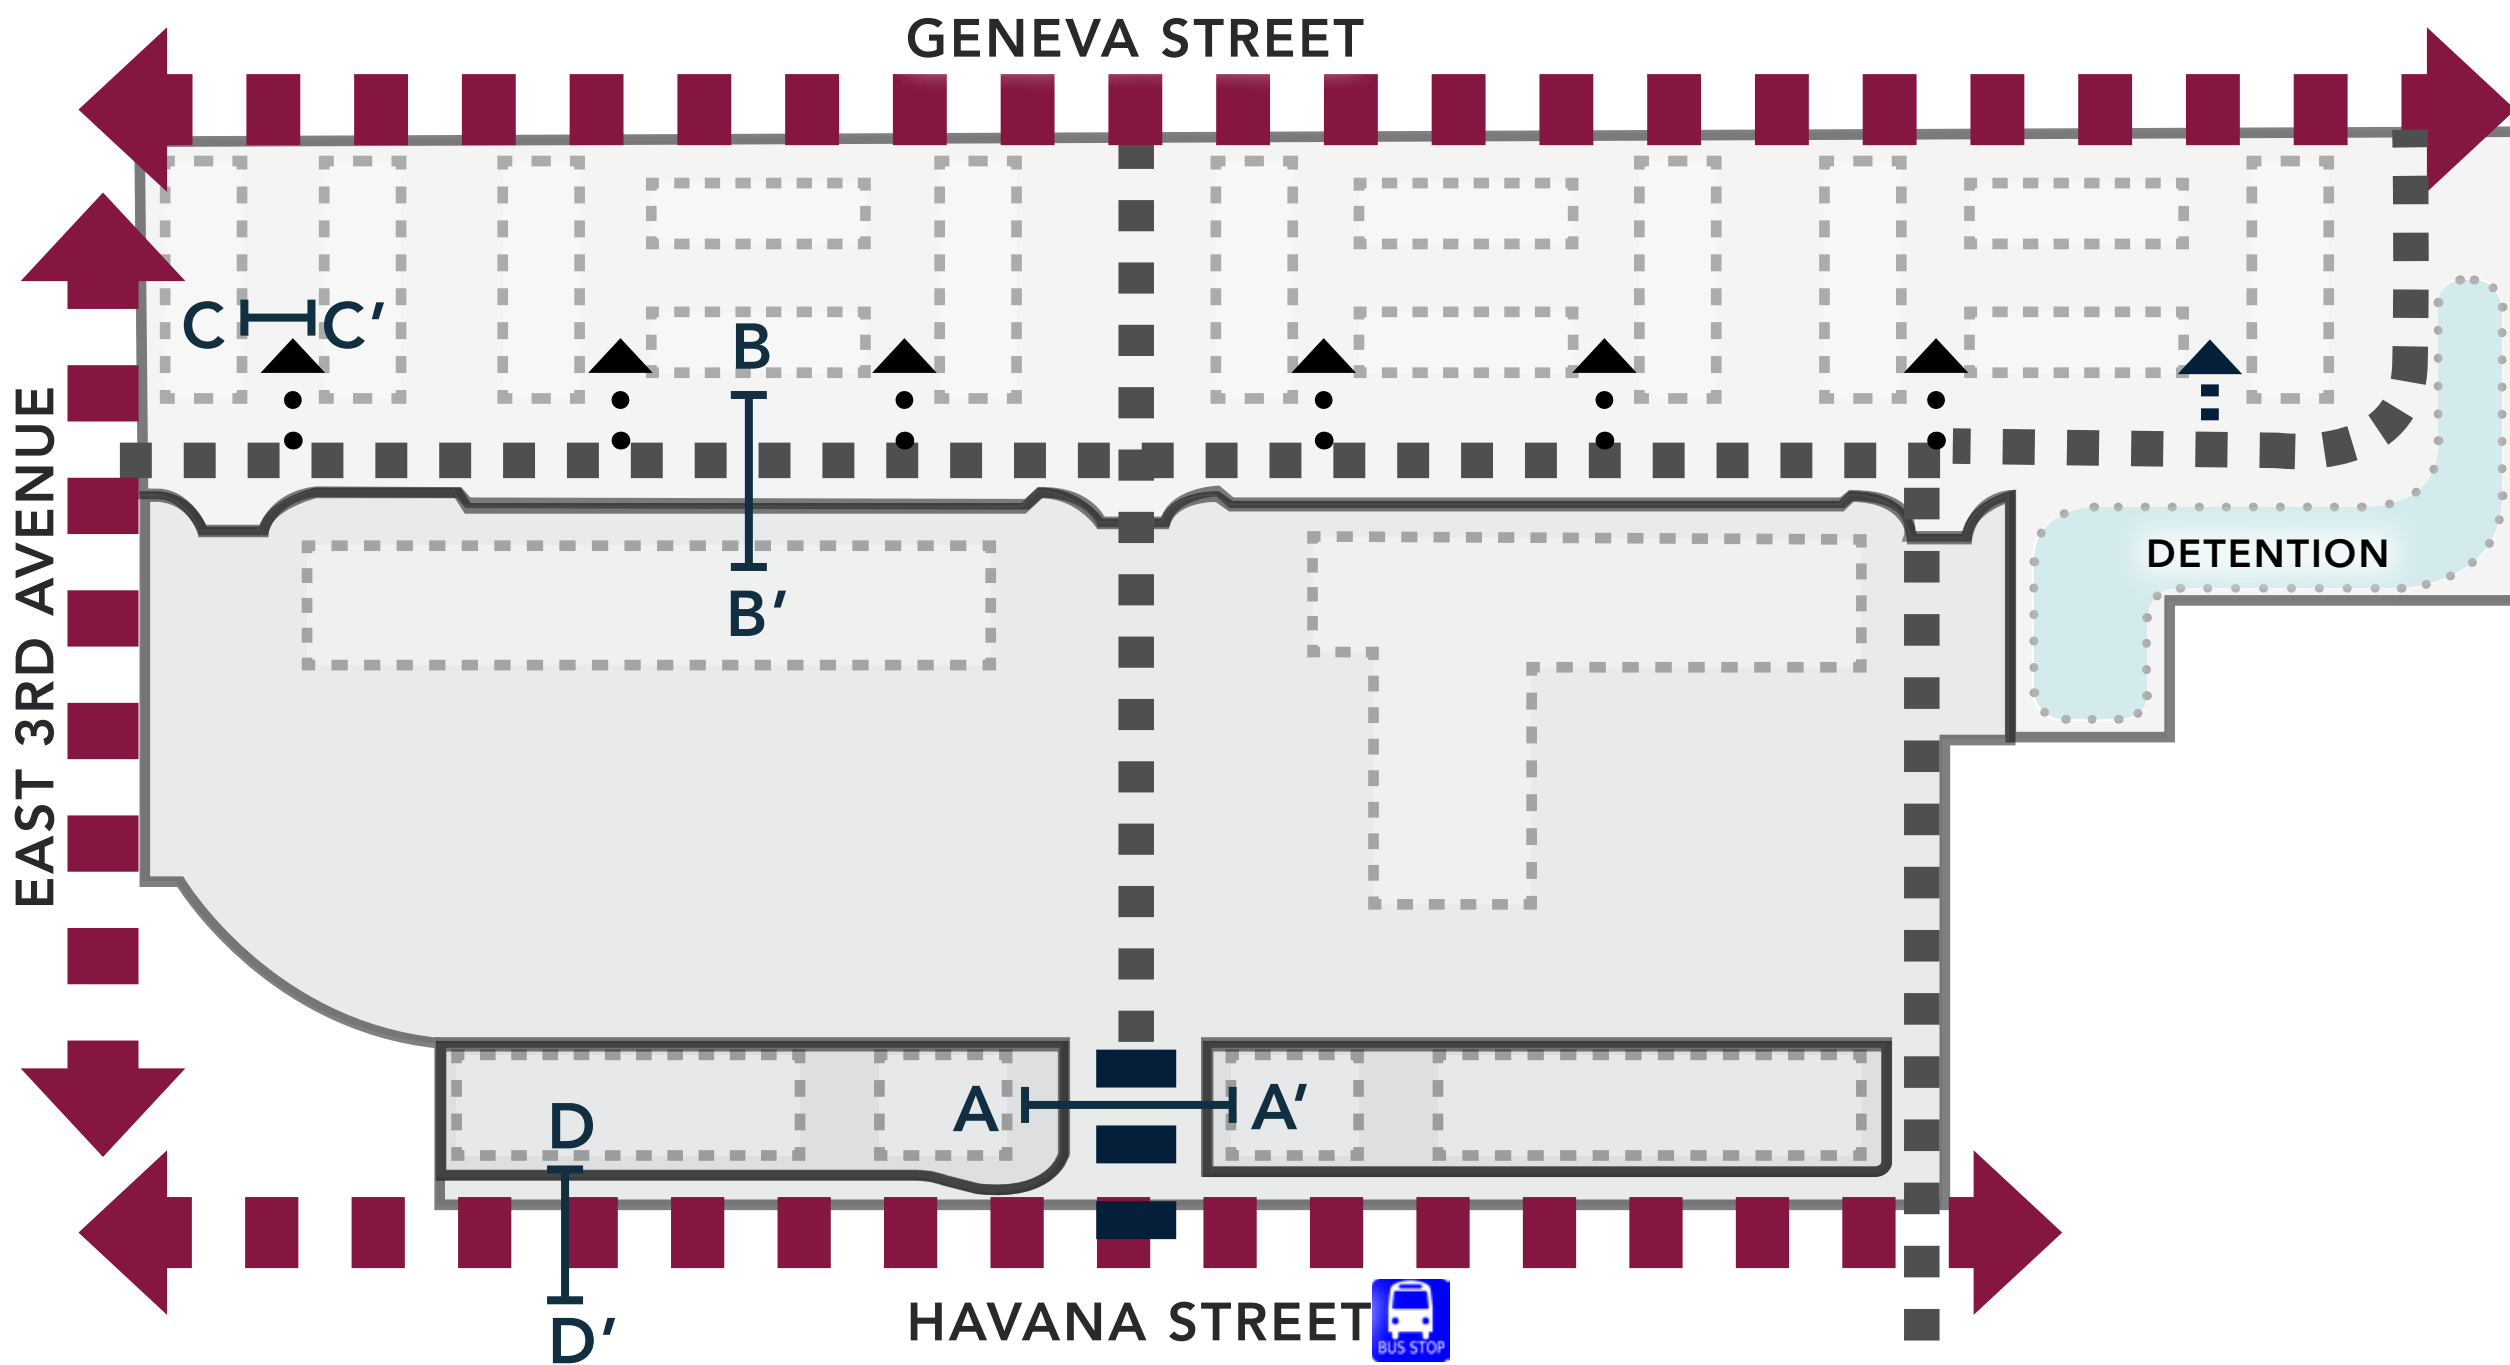 GENEVA STREET
EAST 3RD AVENUE
C C'
B
B'
DETENTION
A A'
D
D'
HAVANA STREET
BUS STOP